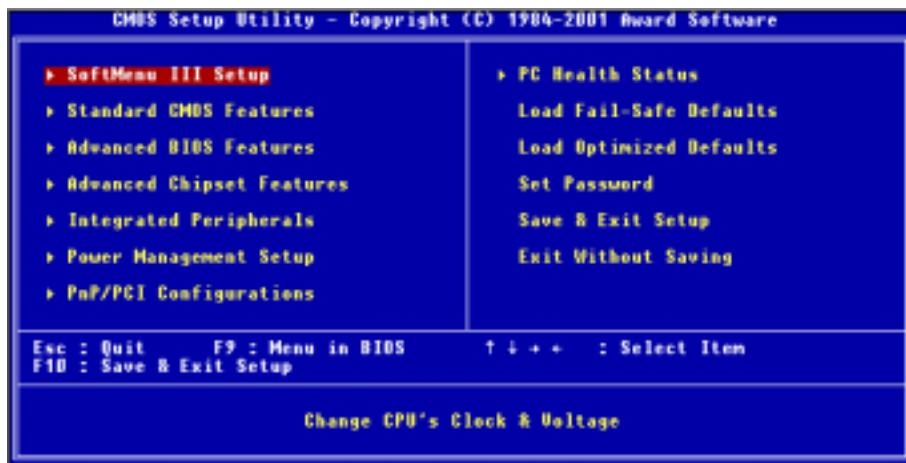 CMOS Setup Utility - Copyright (C) 1984-2001 Award Software
▸ SoftMenu III Setup
▸ Standard CMOS Features
▸ Advanced BIOS Features
▸ Advanced Chipset Features
▸ Integrated Peripherals
▸ Power Management Setup
▸ PnP/PCI Configurations
▸ PC Health Status
Load Fail-Safe Defaults
Load Optimized Defaults
Set Password
Save & Exit Setup
Exit Without Saving
Esc : Quit F9 : Menu in BIOS ↑ ↓ → ← : Select Item
F10 : Save & Exit Setup
Change CPU's Clock & Voltage